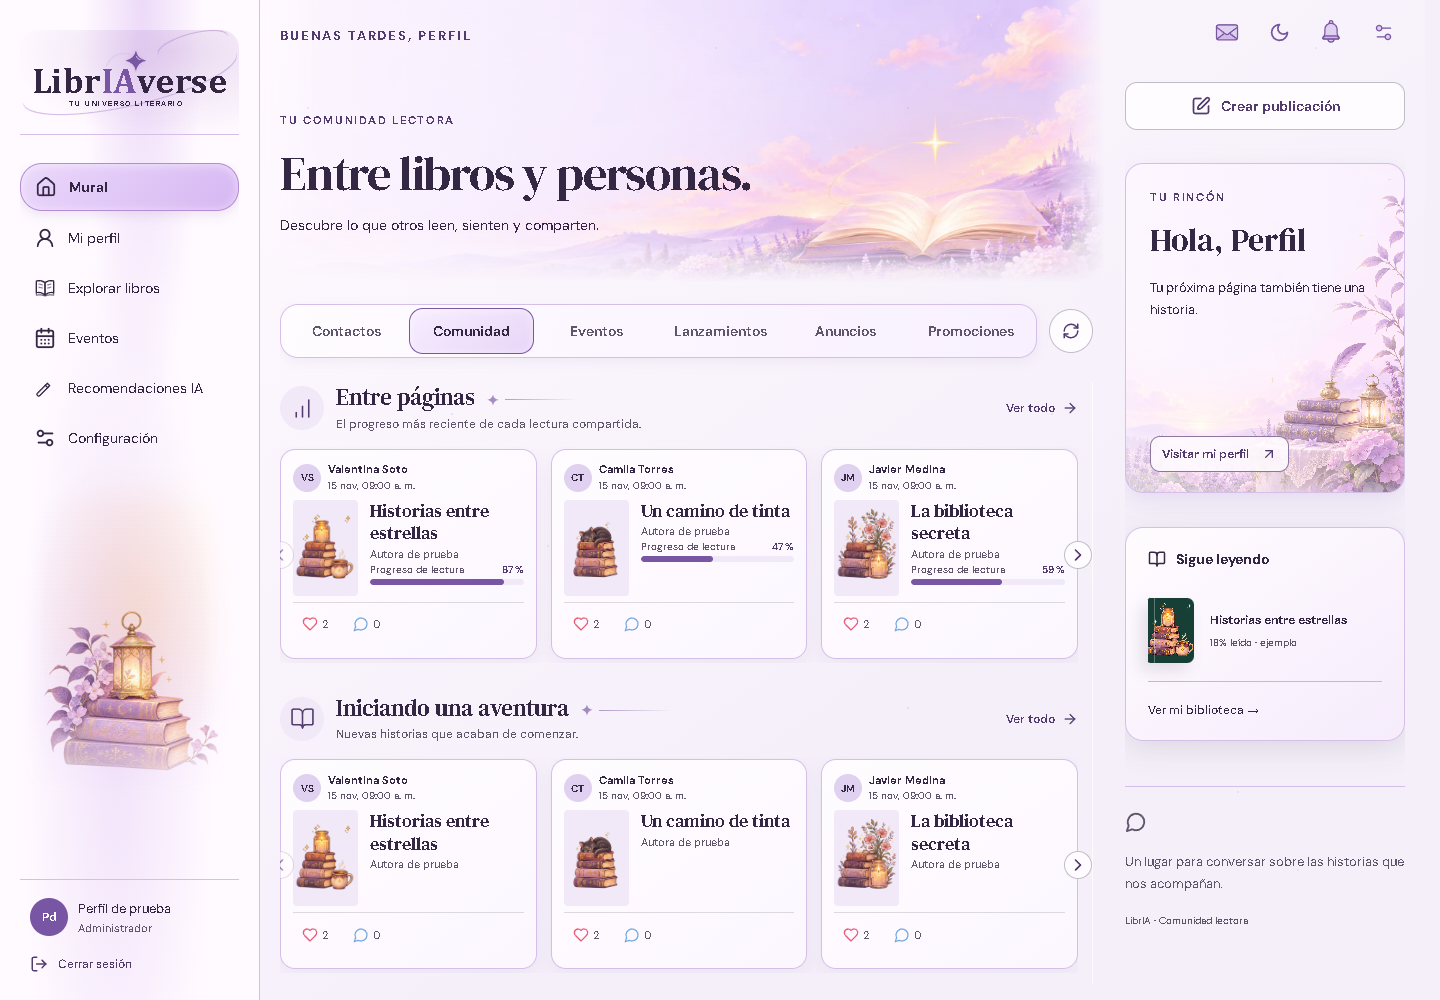 LibrIAverse
TU UNIVERSO LITERARIO
Mural
Mi perfil
Explorar libros
Eventos
Recomendaciones IA
Configuración
Perfil de prueba
Pd
Administrador
Cerrar sesión
BUENAS TARDES, PERFIL
TU COMUNIDAD LECTORA
Entre libros y personas.
Descubre lo que otros leen, sienten y comparten.
Contactos
Comunidad
Eventos
Lanzamientos
Anuncios
Promociones
Entre páginas
El progreso más reciente de cada lectura compartida.
Ver todo →
VS
Valentina Soto
15 nov, 09:00 a. m.
Historias entre
estrellas
Autora de prueba
Progreso de lectura 87 %
2 0
CT
Camila Torres
15 nov, 09:00 a. m.
Un camino de tinta
Autora de prueba
Progreso de lectura 47 %
2 0
JM
Javier Medina
15 nov, 09:00 a. m.
La biblioteca
secreta
Autora de prueba
Progreso de lectura 59 %
2 0
Iniciando una aventura
Nuevas historias que acaban de comenzar.
Ver todo →
VS
Valentina Soto
15 nov, 09:00 a. m.
Historias entre
estrellas
Autora de prueba
2 0
CT
Camila Torres
15 nov, 09:00 a. m.
Un camino de tinta
Autora de prueba
2 0
JM
Javier Medina
15 nov, 09:00 a. m.
La biblioteca
secreta
Autora de prueba
2 0
Crear publicación
TU RINCÓN
Hola, Perfil
Tu próxima página también tiene una
historia.
Visitar mi perfil
Sigue leyendo
Historias entre estrellas
18% leído · ejemplo
Ver mi biblioteca →
Un lugar para conversar sobre las historias que
nos acompañan.
LibrIA · Comunidad lectora